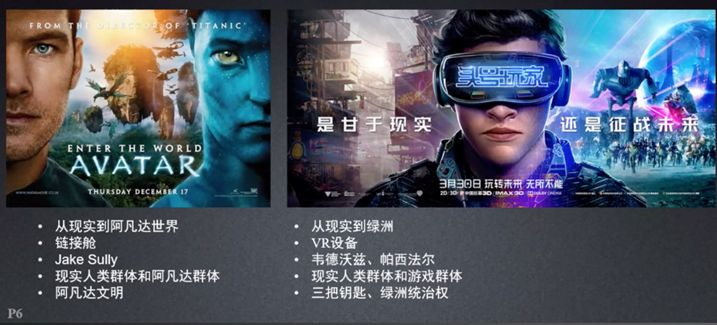 FROM THE DIRECTOR OF 'TITANIC'
ENTER THE WORLD
AVATAR
THURSDAY DECEMBER 17
头号玩家
是甘于现实 还是征战未来
3月30日 玩转未来 无所不能
• 从现实到阿凡达世界
• 链接舱
• Jake Sully
• 现实人类群体和阿凡达群体
• 阿凡达文明
• 从现实到绿洲
• VR设备
• 韦德沃兹、帕西法尔
• 现实人类群体和游戏群体
• 三把钥匙、绿洲统治权
P6